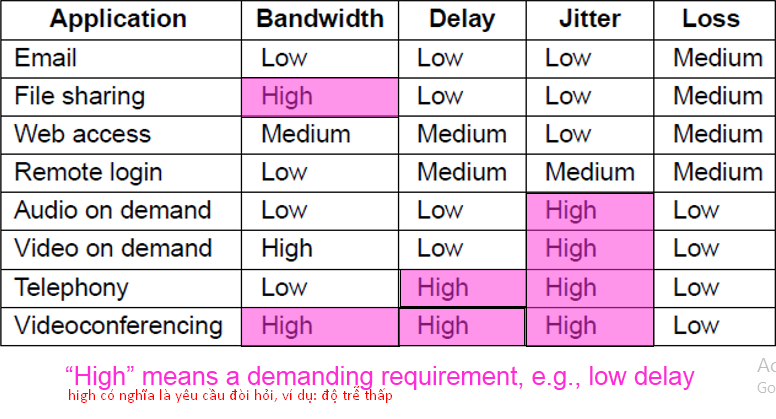 Application Bandwidth Delay Jitter Loss
Email Low Low Low Medium
File sharing High Low Low Medium
Web access Medium Medium Low Medium
Remote login Low Medium Medium Medium
Audio on demand Low Low High Low
Video on demand High Low High Low
Telephony Low High High Low
Videoconferencing High High High Low
“High” means a demanding requirement, e.g., low delay
high có nghĩa là yêu cầu đòi hỏi, ví dụ: độ trễ thấp